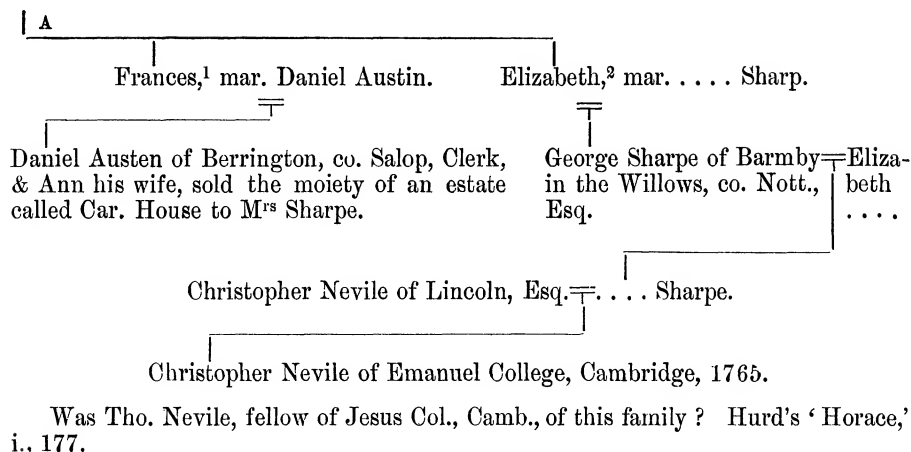 A
Frances,¹ mar. Daniel Austin.
Elizabeth,² mar. . . . . Sharp.
Daniel Austen of Berrington, co. Salop, Clerk,
& Ann his wife, sold the moiety of an estate
called Car. House to Mrs Sharpe.
George Sharpe of Barmby
in the Willows, co. Nott.,
Esq.
Eliza-
beth
. . . .
Christopher Nevile of Lincoln, Esq. . . . . Sharpe.
Christopher Nevile of Emanuel College, Cambridge, 1765.
Was Tho. Nevile, fellow of Jesus Col., Camb., of this family ? Hurd's ' Horace,'
i., 177.